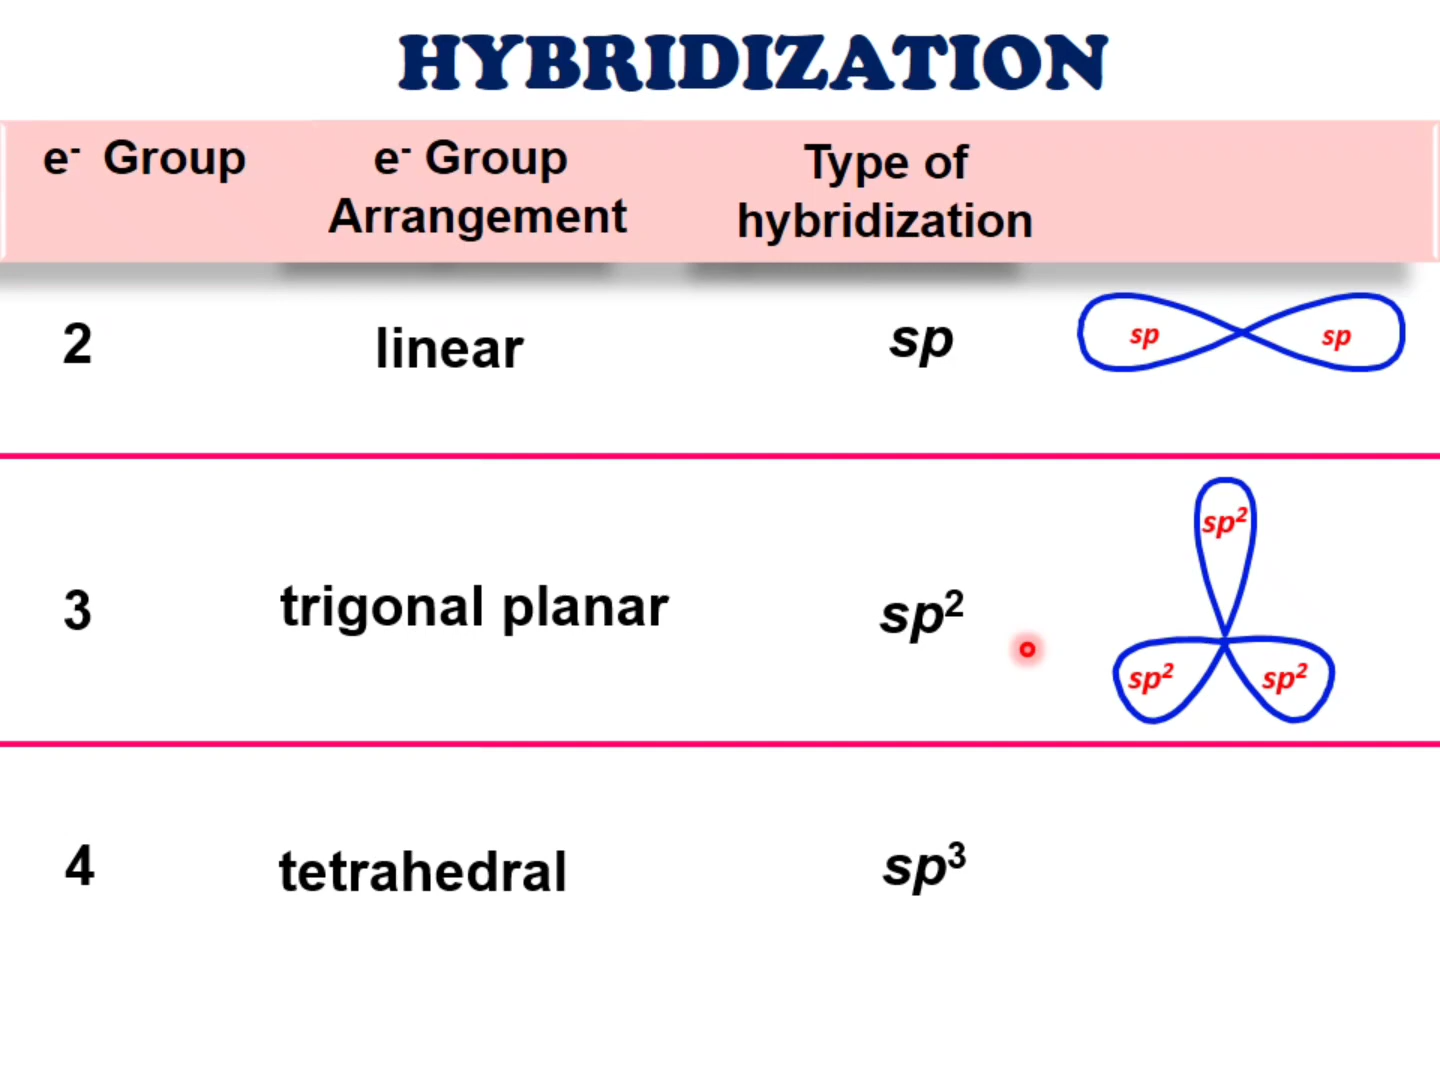 HYBRIDIZATION
e⁻ Group
e⁻ Group
Arrangement
Type of
hybridization
2
linear
sp
sp
sp
3
trigonal planar
sp²
sp²
sp²
sp²
4
tetrahedral
sp³